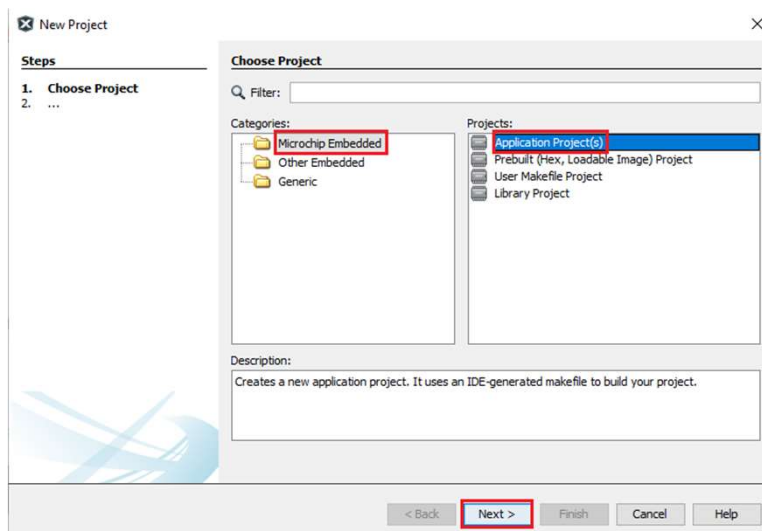 New Project
Steps
1. Choose Project
2. ...
Choose Project
Filter:
Categories:
Microchip Embedded
Other Embedded
Generic
Projects:
Application Project(s)
Prebuilt (Hex, Loadable Image) Project
User Makefile Project
Library Project
Description:
Creates a new application project. It uses an IDE-generated makefile to build your project.
< Back Next > Finish Cancel Help